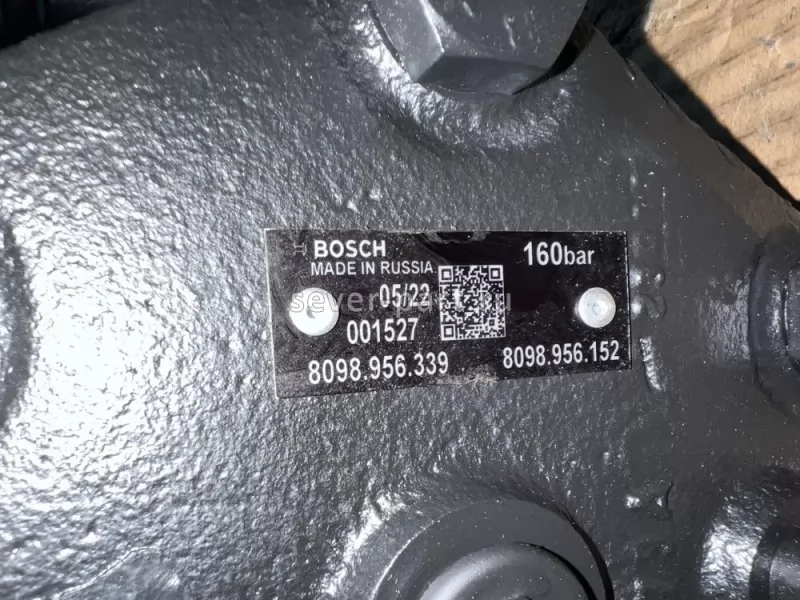 BOSCH
MADE IN RUSSIA
160bar
05/22
001527
8098.956.339
8098.956.152